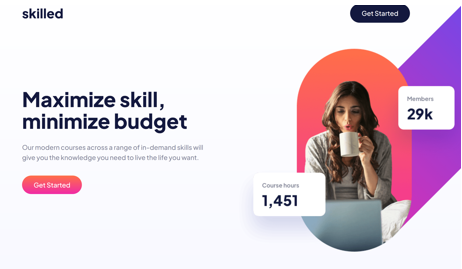 skilled
Get Started
Maximize skill,
minimize budget
Our modern courses across a range of in-demand skills will
give you the knowledge you need to live the life you want.
Get Started
Members
29k
Course hours
1,451